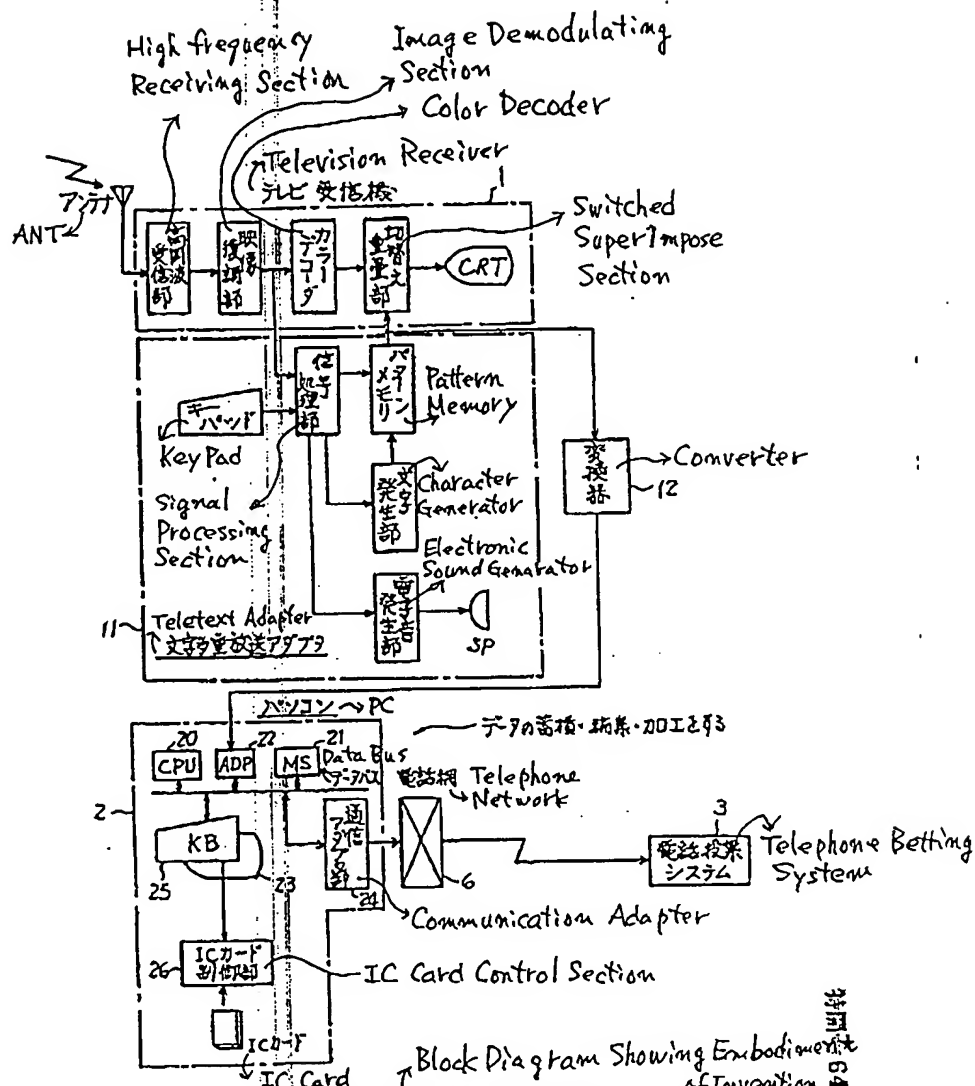 High frequency
Receiving Section
Image Demodulating
Section
Color Decoder
Television Receiver
テレビ受信機
1
アンテナ
ANT
高周波
受信部
映像
復調部
カラー
デコーダ
切替え
重畳部
CRT
Switched
SuperImpose
Section
キー
パッド
KeyPad
信号
処理部
パターン
メモリ
Pattern
Memory
Signal
Processing
Section
文字
発生部
Character
Generator
変換器
Converter
12
Electronic
Sound Genarator
電子音
発生部
SP
11
Teletext Adapter
文字多重放送アダプタ
パソコン
PC
データの蓄積・編集・加工をする
20
22
21
CPU
ADP
MS
Data Bus
データバス
電話網
Telephone
Network
2
KB
25
23
通信
アダプタ部
24
6
3
電話投票
システム
Telephone Betting
System
Communication Adapter
26
ICカード
制御部
IC Card Control Section
ICカード
IC Card
Block Diagram Showing Embodiment
of Invention
特開
64